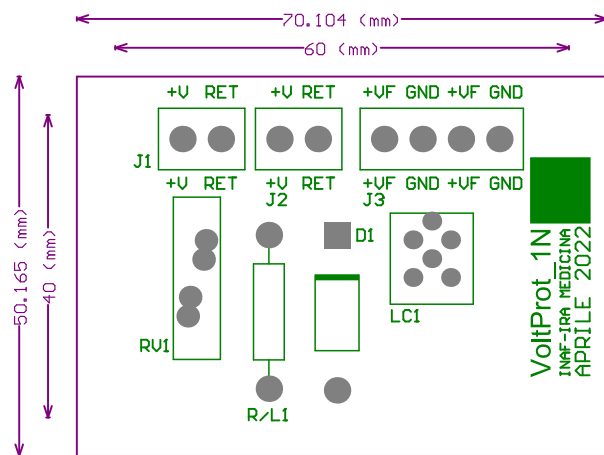 70.104 (mm)
60 (mm)
+V RET +V RET +VF GND +VF GND
J1
+V RET +V RET +VF GND +VF GND
J2 J3
50.165 (mm)
40 (mm)
D1
LC1
RV1
R/L1
VoltProt_1N
INAF-IRA MEDICINA
APRILE 2022